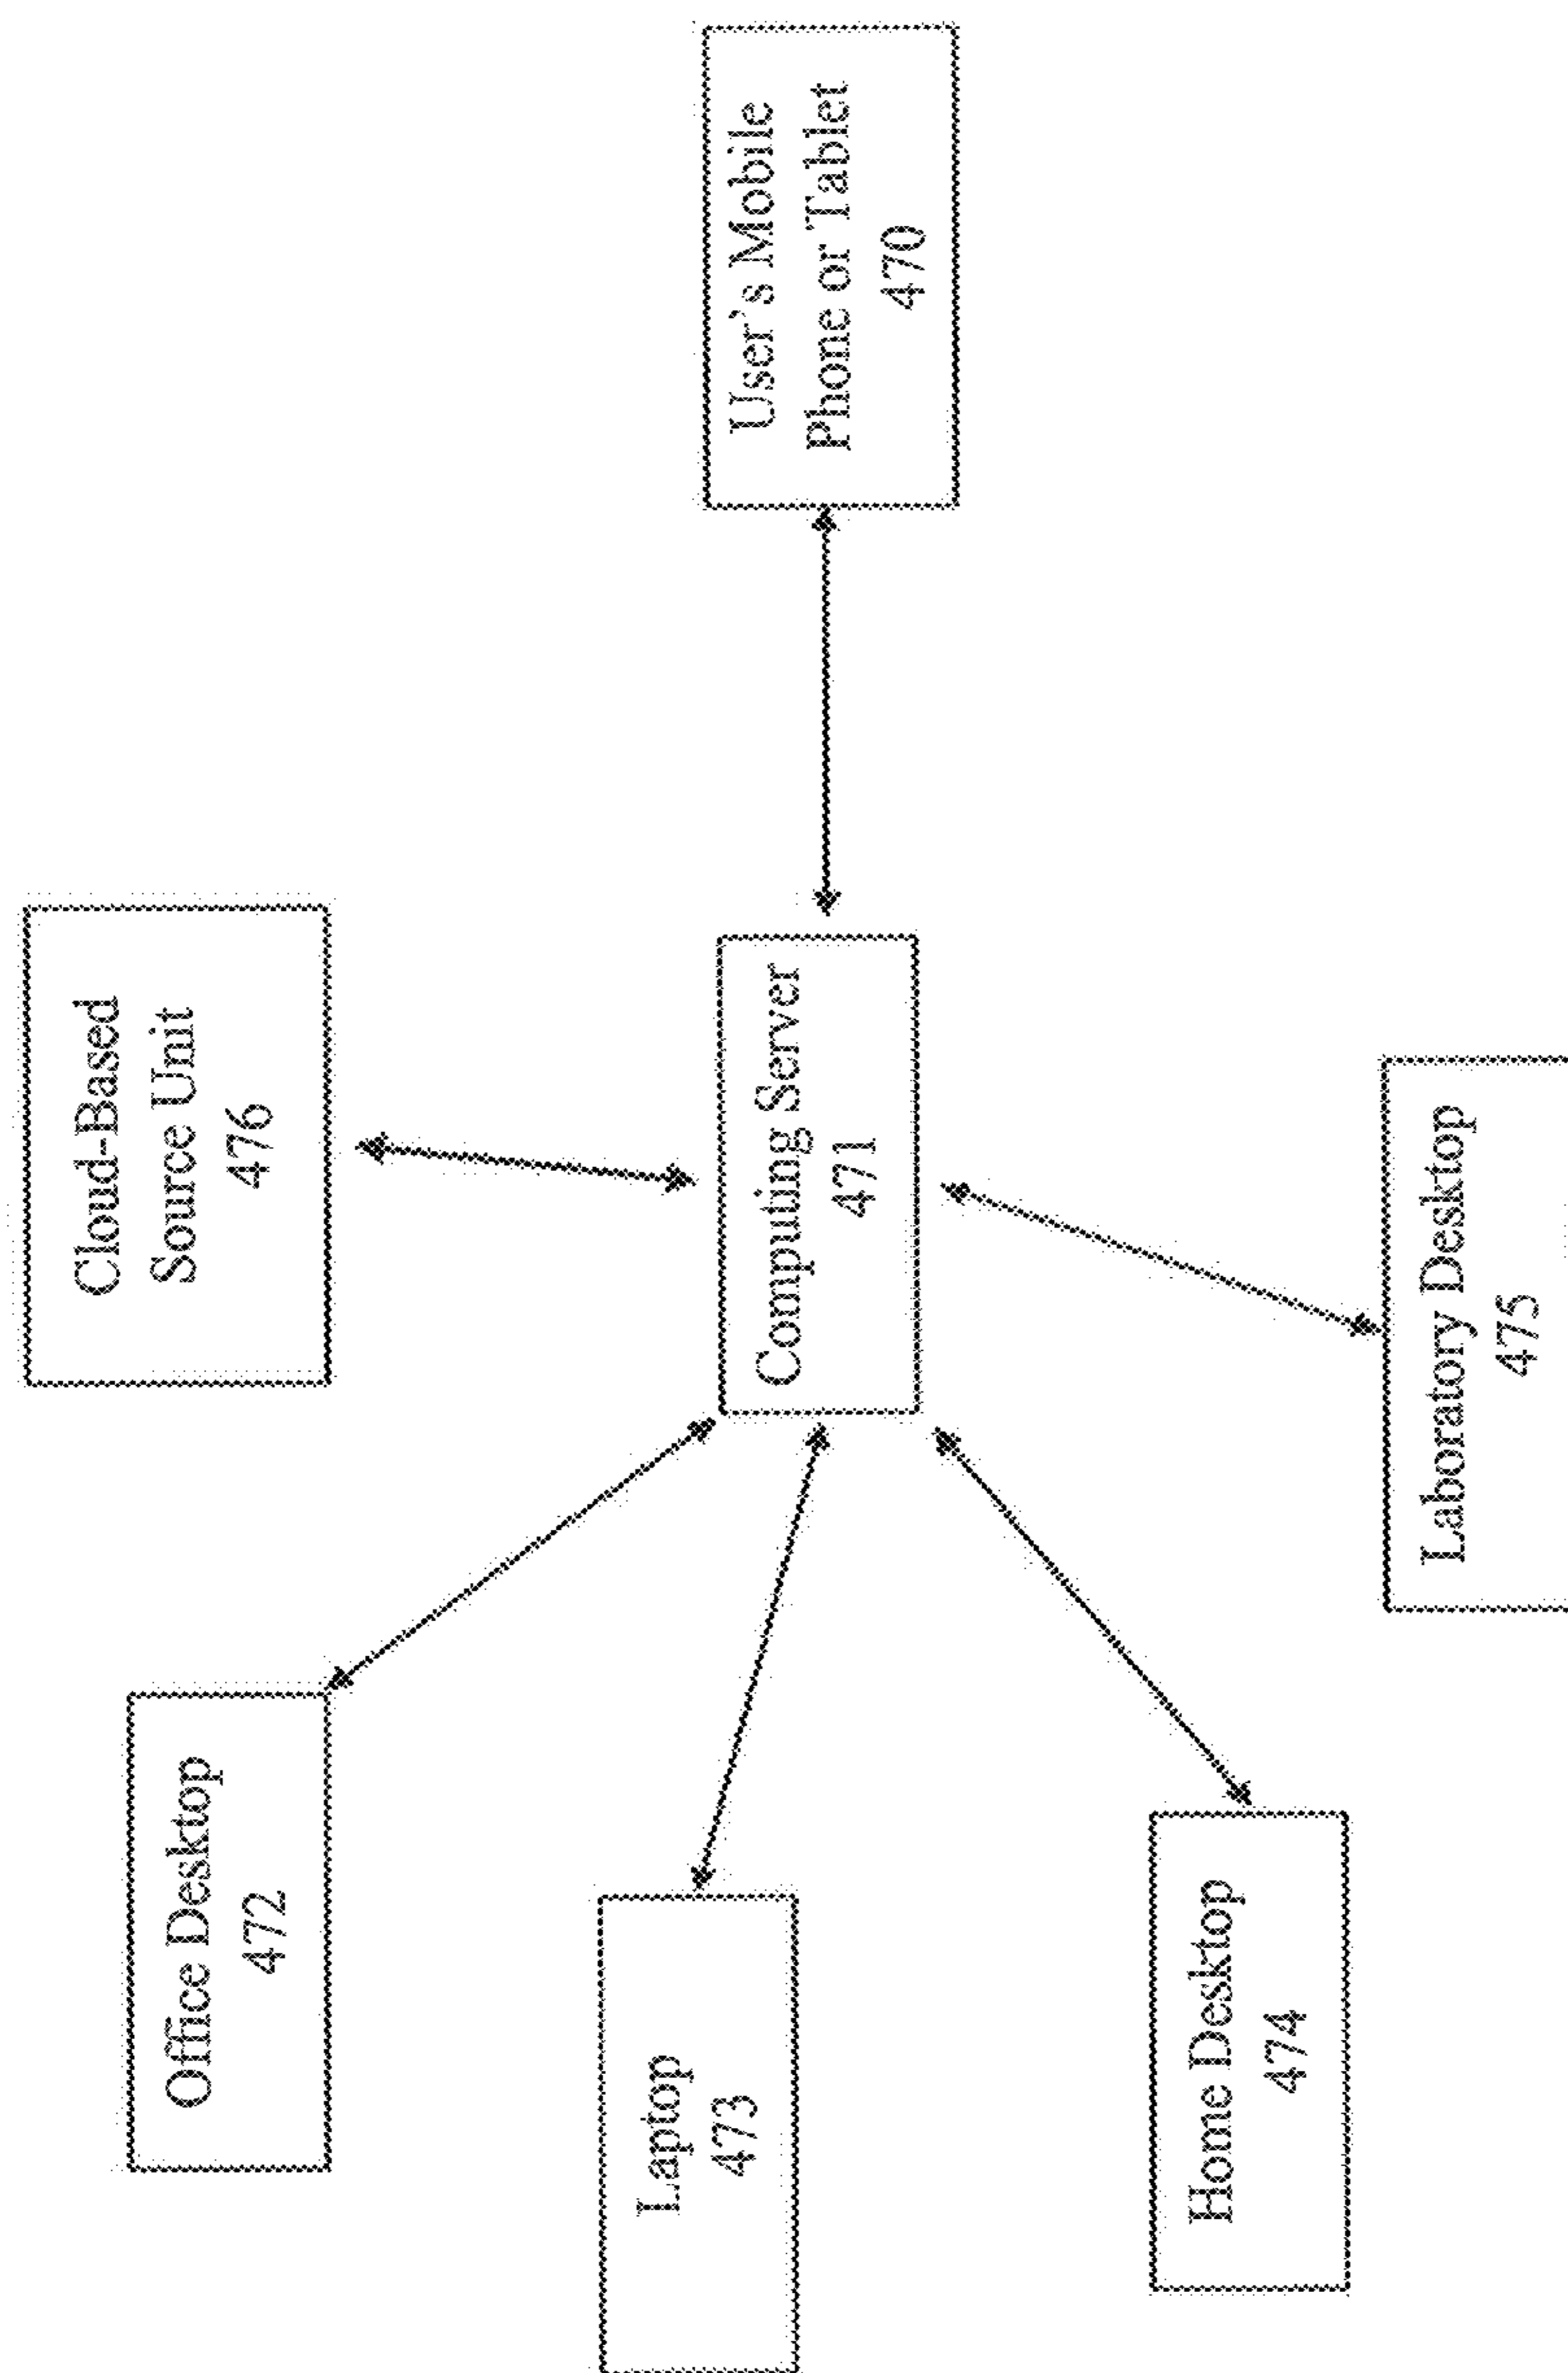 Cloud-Based
Source Unit
476
Office Desktop
472
Laptop
473
Computing Server
471
User's Mobile
Phone or Tablet
470
Home Desktop
474
Laboratory Desktop
475